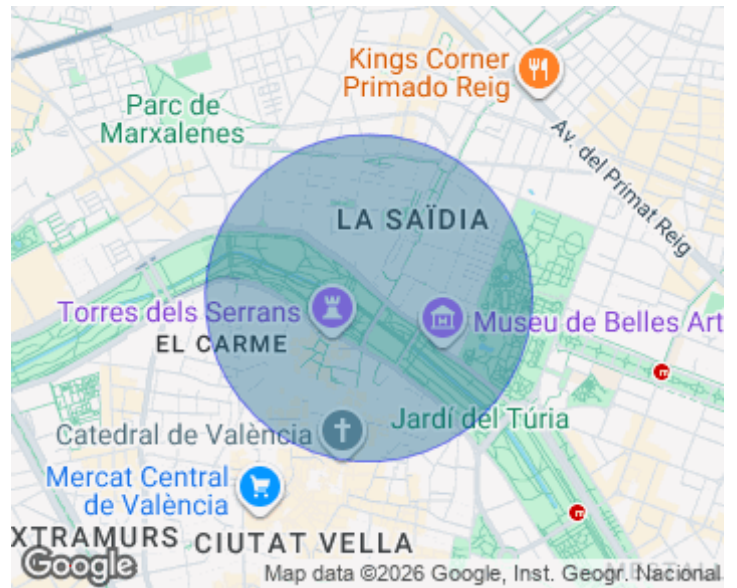 Kings Corner
Primado Reig
Parc de
Marxalenes
Av. del Primat Reig
LA SAÏDIA
Torres dels Serrans
Museu de Belles Art
EL CARME
Jardí del Túria
Catedral de València
Mercat Central
de València
XTRAMURS
CIUTAT VELLA
Google
Map data ©2026 Google, Inst. Geogr. Nacional